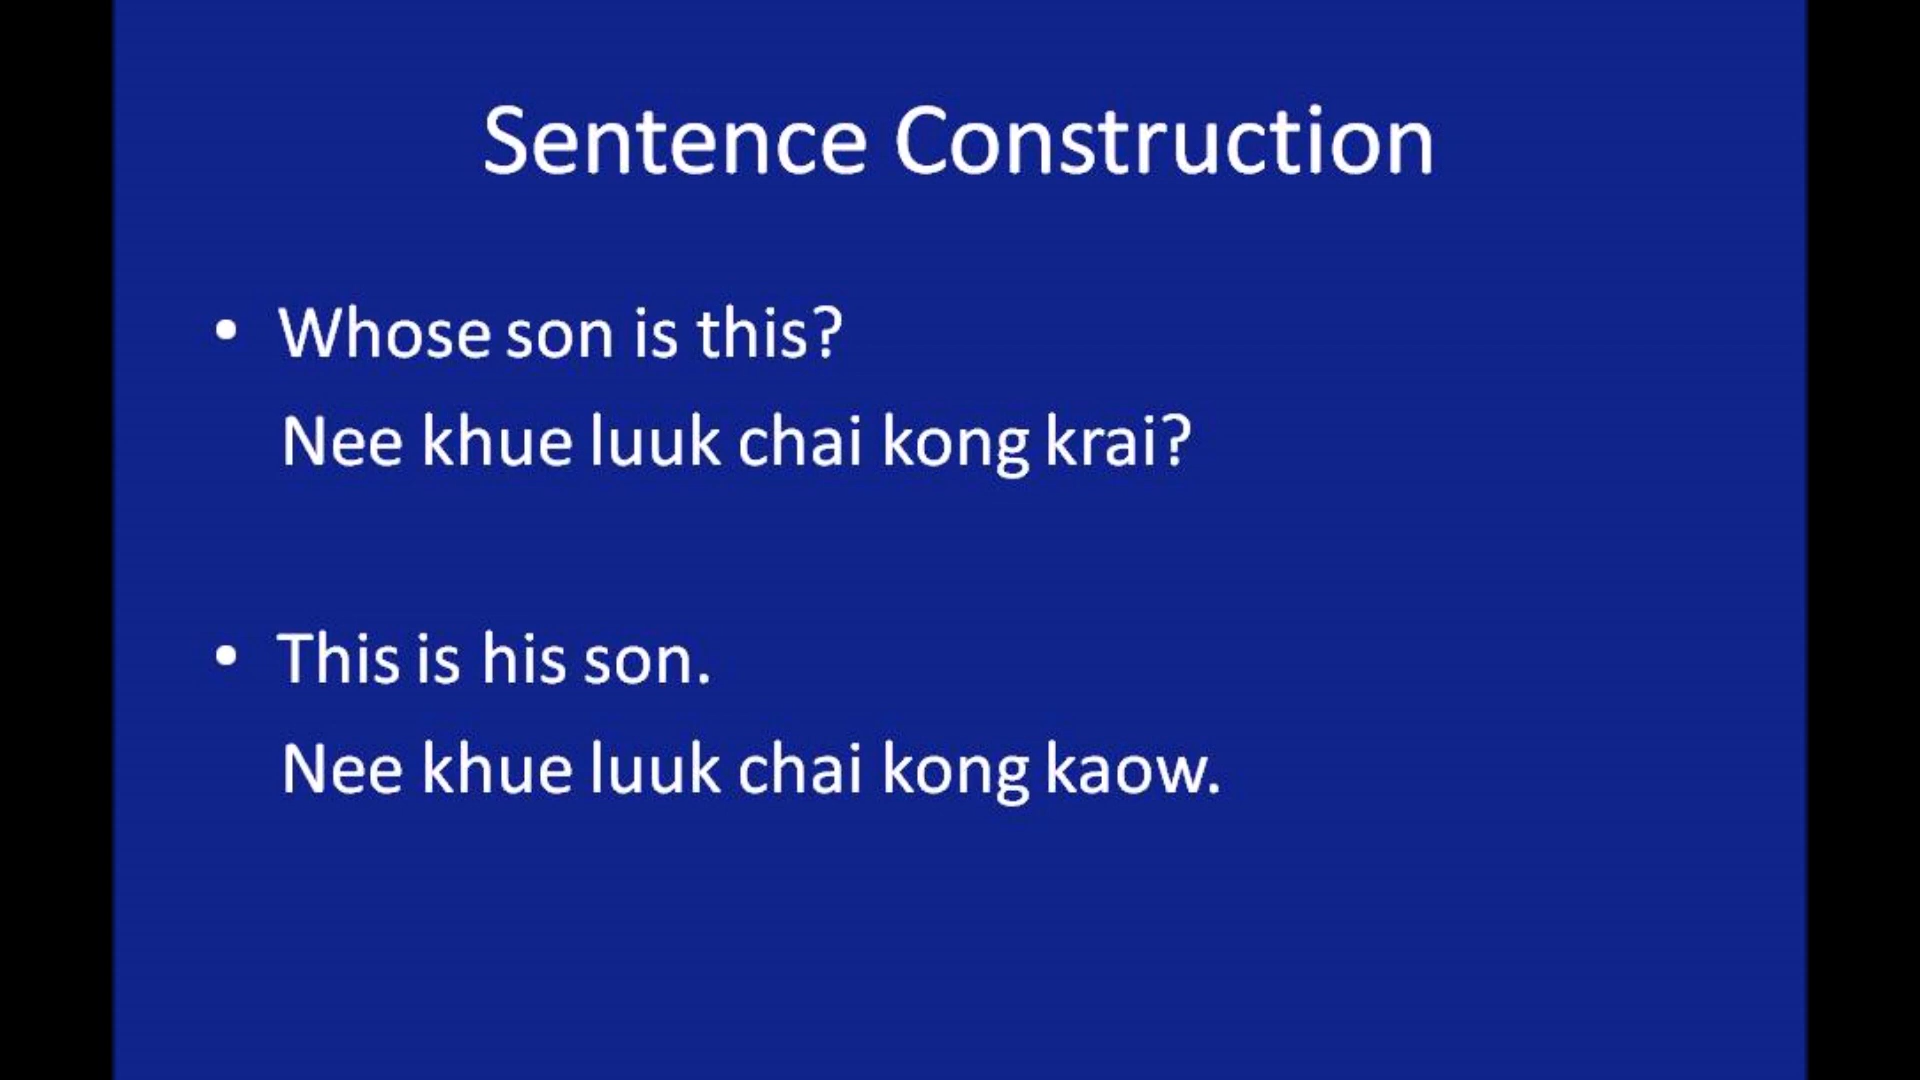 Sentence Construction
• Whose son is this?
Nee khue luuk chai kong krai?
• This is his son.
Nee khue luuk chai kong kaow.